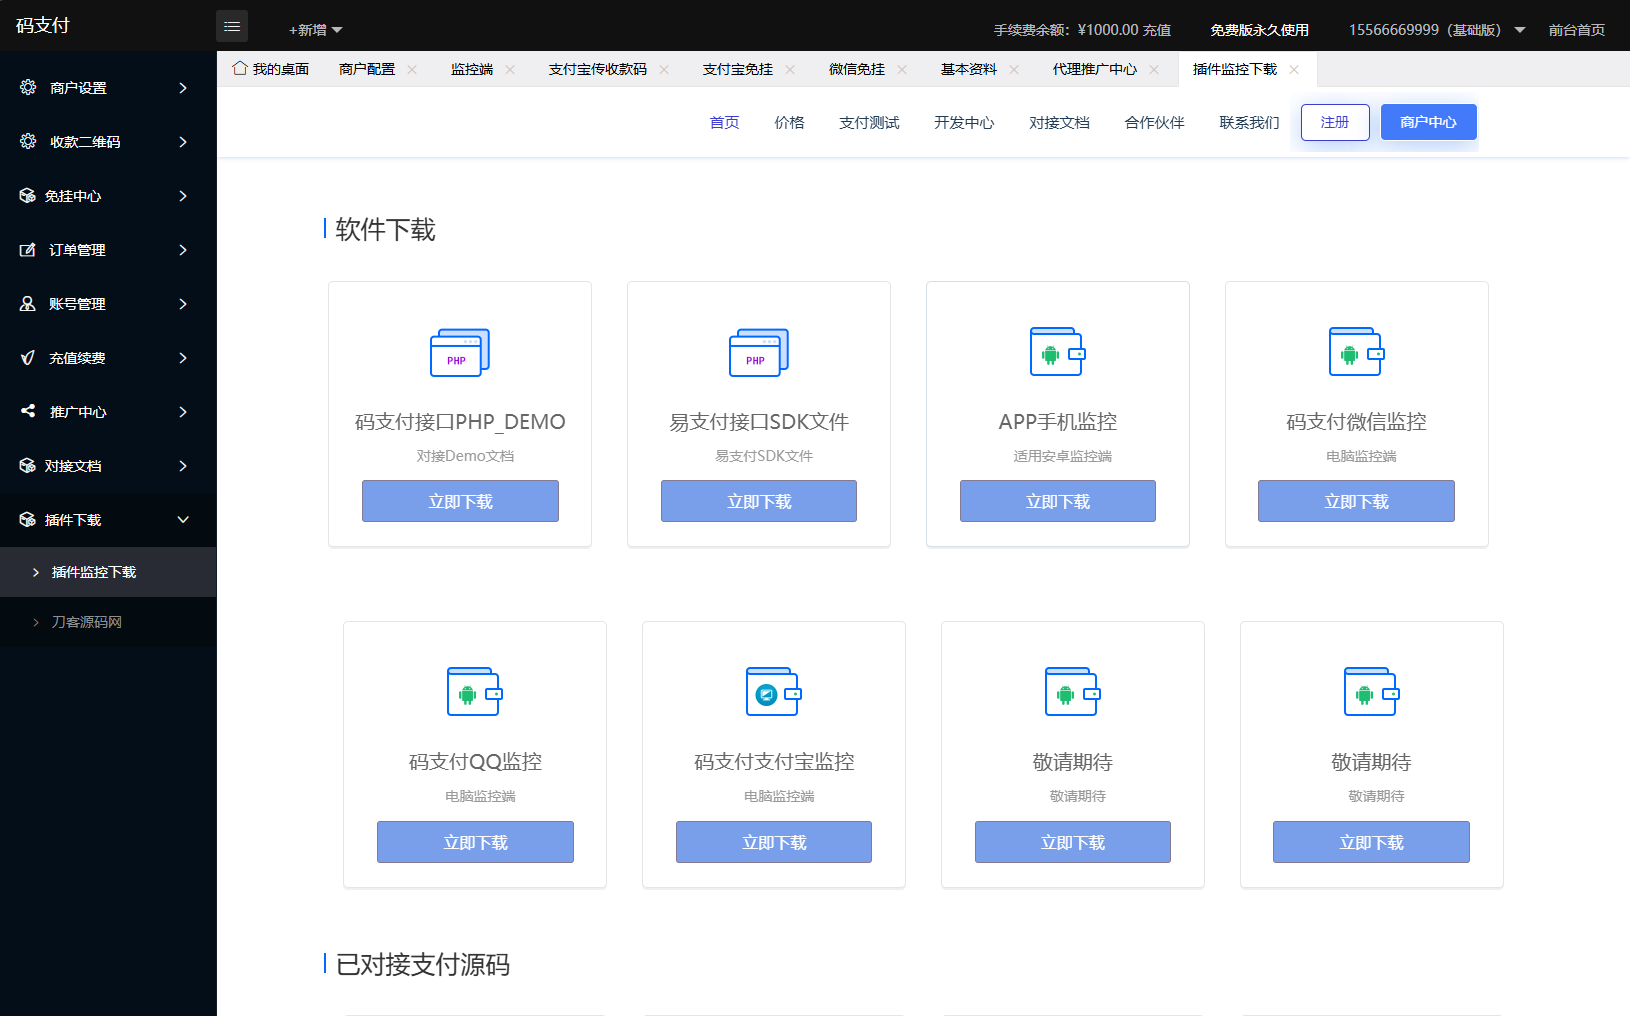 码支付
+新增
手续费余额：¥1000.00 充值
免费版永久使用
15566669999（基础版）
前台首页
我的桌面
商户配置
监控端
支付宝传收款码
支付宝免挂
微信免挂
基本资料
代理推广中心
插件监控下载
商户设置
收款二维码
免挂中心
订单管理
账号管理
充值续费
推广中心
对接文档
插件下载
插件监控下载
刀客源码网
首页
价格
支付测试
开发中心
对接文档
合作伙伴
联系我们
注册
商户中心
软件下载
PHP
码支付接口PHP_DEMO
对接Demo文档
立即下载
PHP
易支付接口SDK文件
易支付SDK文件
立即下载
APP手机监控
适用安卓监控端
立即下载
码支付微信监控
电脑监控端
立即下载
码支付QQ监控
电脑监控端
立即下载
码支付支付宝监控
电脑监控端
立即下载
敬请期待
敬请期待
立即下载
敬请期待
敬请期待
立即下载
已对接支付源码